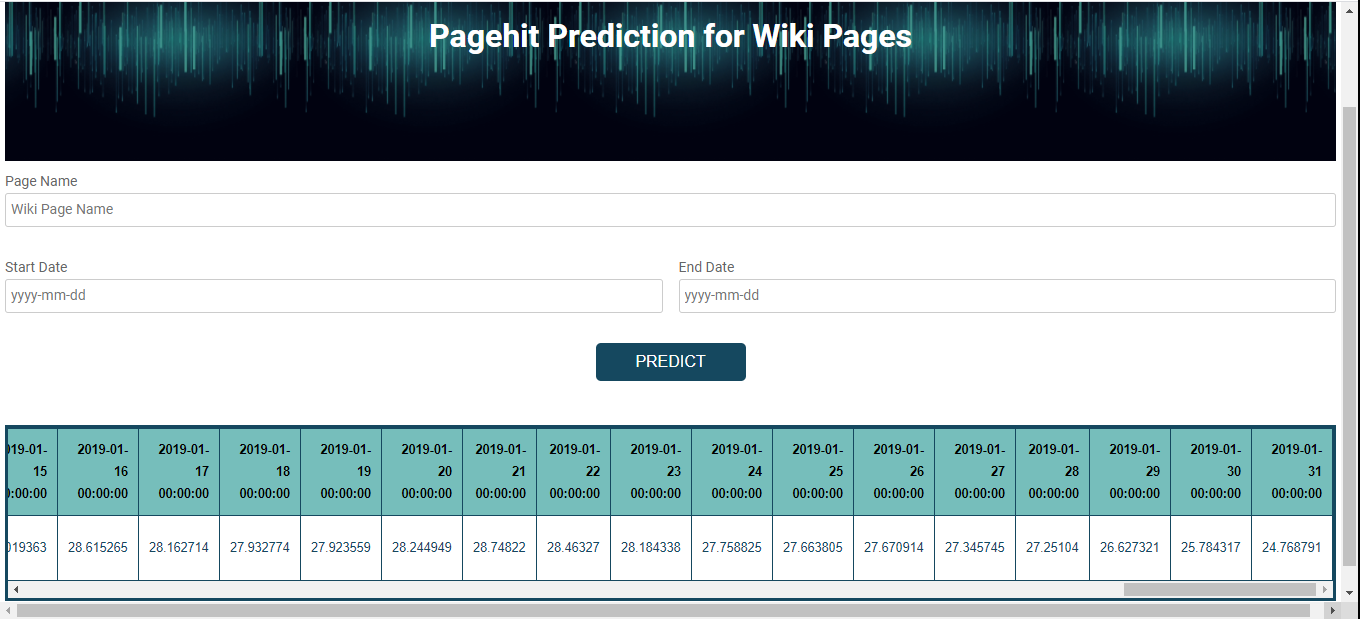 Pagehit Prediction for Wiki Pages
Page Name
Wiki Page Name
Start Date End Date
yyyy-mm-dd yyyy-mm-dd
PREDICT
19-01- 2019-01- 2019-01- 2019-01- 2019-01- 2019-01- 2019-01- 2019-01- 2019-01- 2019-01- 2019-01- 2019-01- 2019-01- 2019-01- 2019-01- 2019-01- 2019-01-
15 16 17 18 19 20 21 22 23 24 25 26 27 28 29 30 31
:00:00 00:00:00 00:00:00 00:00:00 00:00:00 00:00:00 00:00:00 00:00:00 00:00:00 00:00:00 00:00:00 00:00:00 00:00:00 00:00:00 00:00:00 00:00:00 00:00:00
19363 28.615265 28.162714 27.932774 27.923559 28.244949 28.74822 28.46327 28.184338 27.758825 27.663805 27.670914 27.345745 27.25104 26.627321 25.784317 24.768791